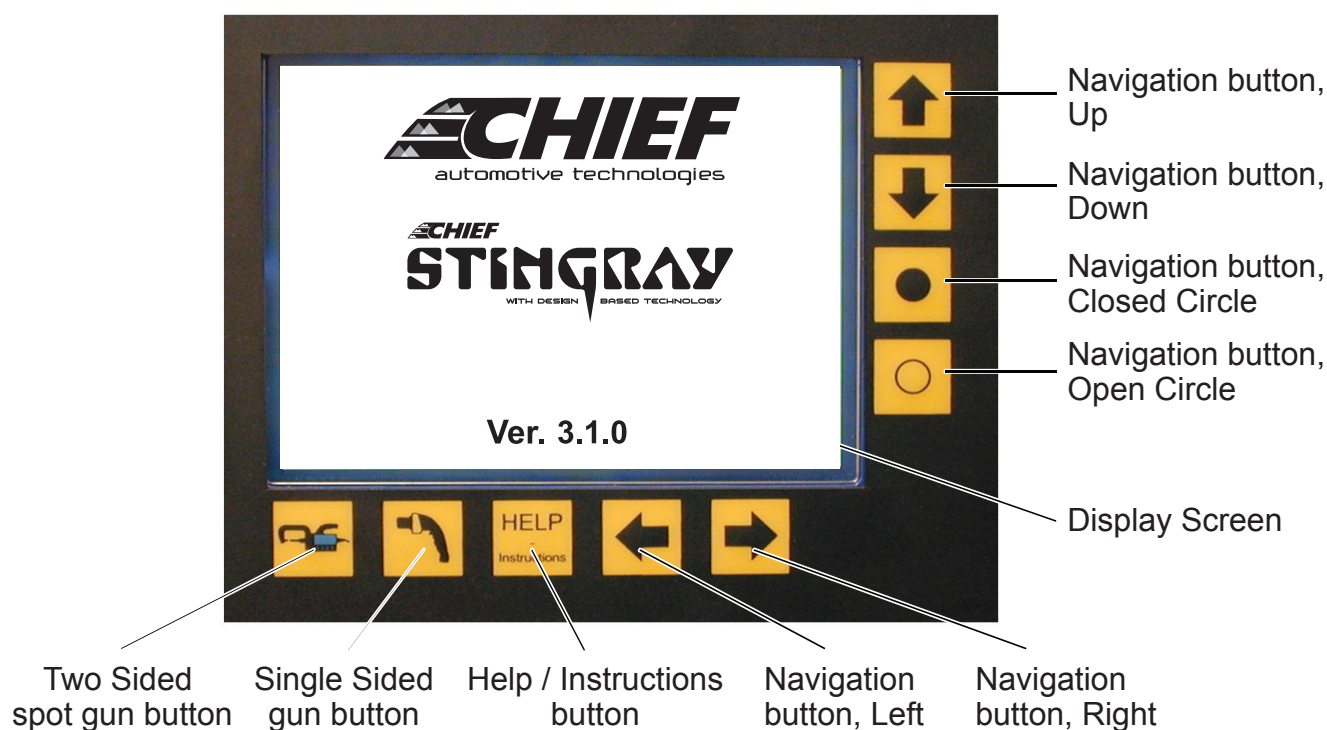 CHIEF
automotive technologies
CHIEF
STINGRAY
WITH DESIGN BASED TECHNOLOGY
Ver. 3.1.0
HELP
-
Instructions
Navigation button,
Up
Navigation button,
Down
Navigation button,
Closed Circle
Navigation button,
Open Circle
Display Screen
Two Sided
spot gun button
Single Sided
gun button
Help / Instructions
button
Navigation
button, Left
Navigation
button, Right